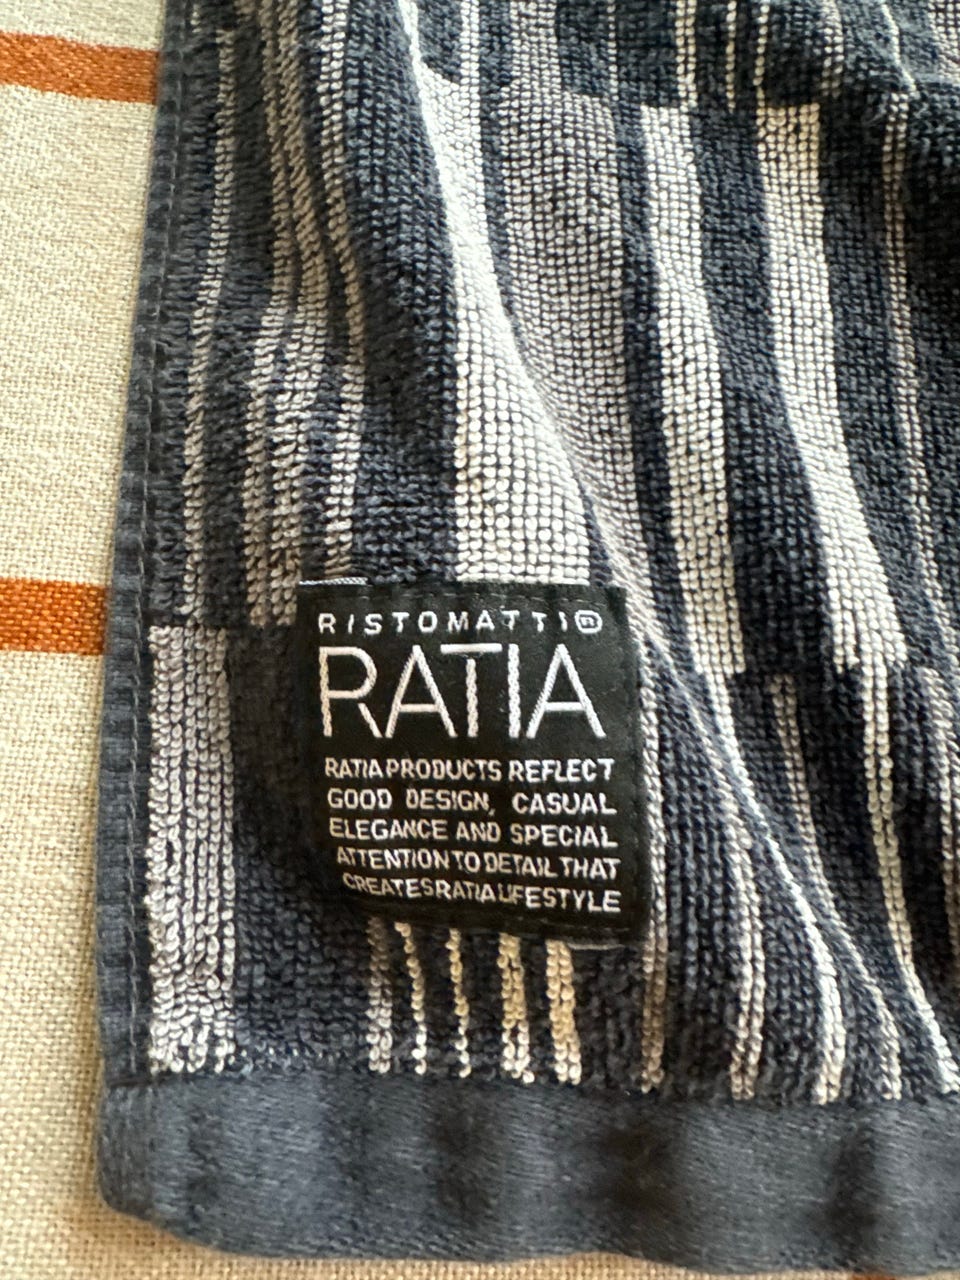 RISTOMATTI®
RATIA
RATIA PRODUCTS REFLECT
GOOD DESIGN, CASUAL
ELEGANCE AND SPECIAL
ATTENTION TO DETAIL THAT
CREATES RATIA LIFESTYLE